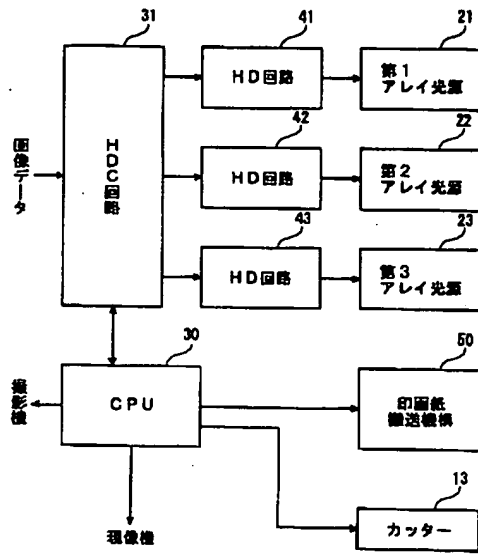 31
41
21
HD回路
第1
アレイ光源
42
22
画像データ
HDC回路
HD回路
第2
アレイ光源
43
23
HD回路
第3
アレイ光源
30
50
撮影機
CPU
印画紙
搬送機構
13
現像機
カッター